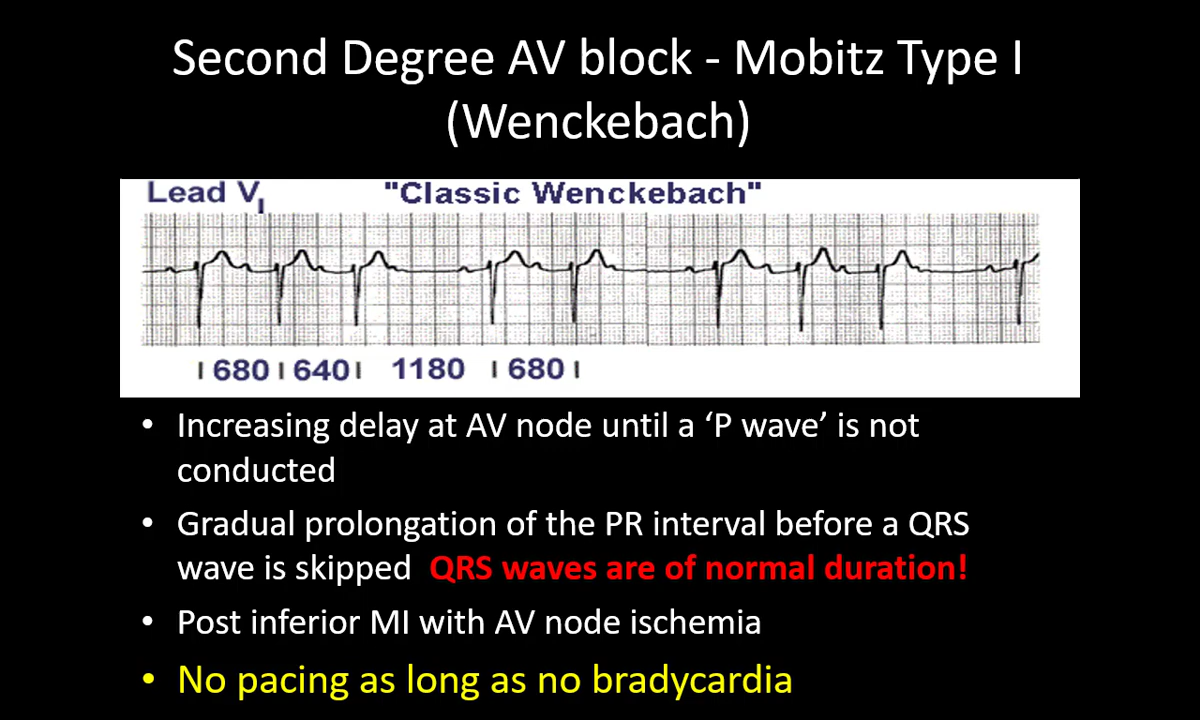 Second Degree AV block - Mobitz Type I
(Wenckebach)
Lead VI "Classic Wenckebach"
I 680 I 640 I 1180 I 680 I
• Increasing delay at AV node until a ‘P wave’ is not
conducted
• Gradual prolongation of the PR interval before a QRS
wave is skipped QRS waves are of normal duration!
• Post inferior MI with AV node ischemia
• No pacing as long as no bradycardia